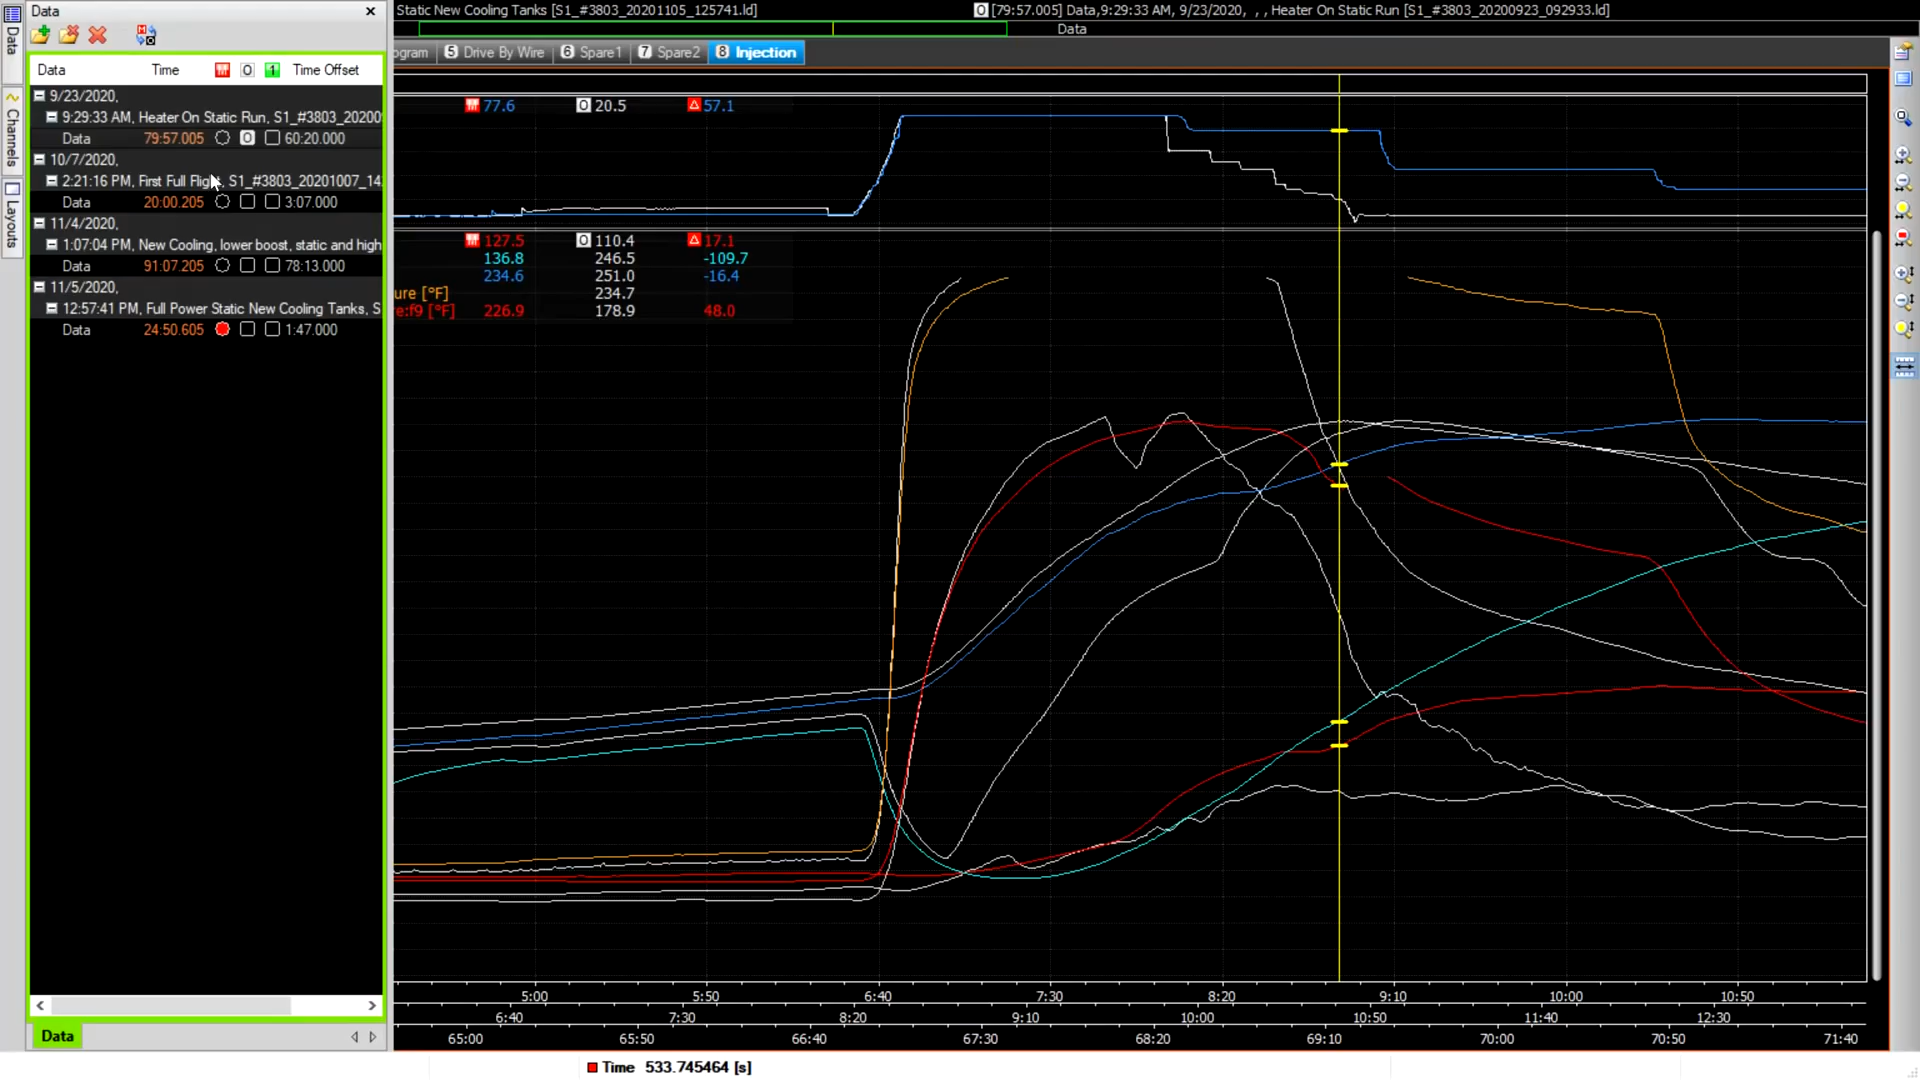 Data
Static New Cooling Tanks [S1_#3803_20201105_125741.ld]
O [79:57.005] Data,9:29:33 AM, 9/23/2020, , , Heater On Static Run [S1_#3803_20200923_092933.ld]
Data
ogram
5 Drive By Wire
6 Spare1
7 Spare2
8 Injection
Data Time M O 1 Time Offset
9/23/2020,
9:29:33 AM, Heater On Static Run, S1_#3803_20200
Data 79:57.005 O 60:20.000
10/7/2020,
2:21:16 PM, First Full Flight, S1_#3803_20201007_14
Data 20:00.205 3:07.000
11/4/2020,
1:07:04 PM, New Cooling, lower boost, static and high
Data 91:07.205 78:13.000
11/5/2020,
12:57:41 PM, Full Power Static New Cooling Tanks, S
Data 24:50.605 1:47.000
Data
Channels
Layouts
77.6 O 20.5 57.1
127.5 O 110.4 17.1
136.8 246.5 -109.7
234.6 251.0 -16.4
ure [°F] 234.7
e:f9 [°F] 226.9 178.9 48.0
5:00 5:50 6:40 7:30 8:20 9:10 10:00 10:50
6:40 7:30 8:20 9:10 10:00 10:50 11:40 12:30
65:00 65:50 66:40 67:30 68:20 69:10 70:00 70:50 71:40
Data
Time 533.745464 [s]